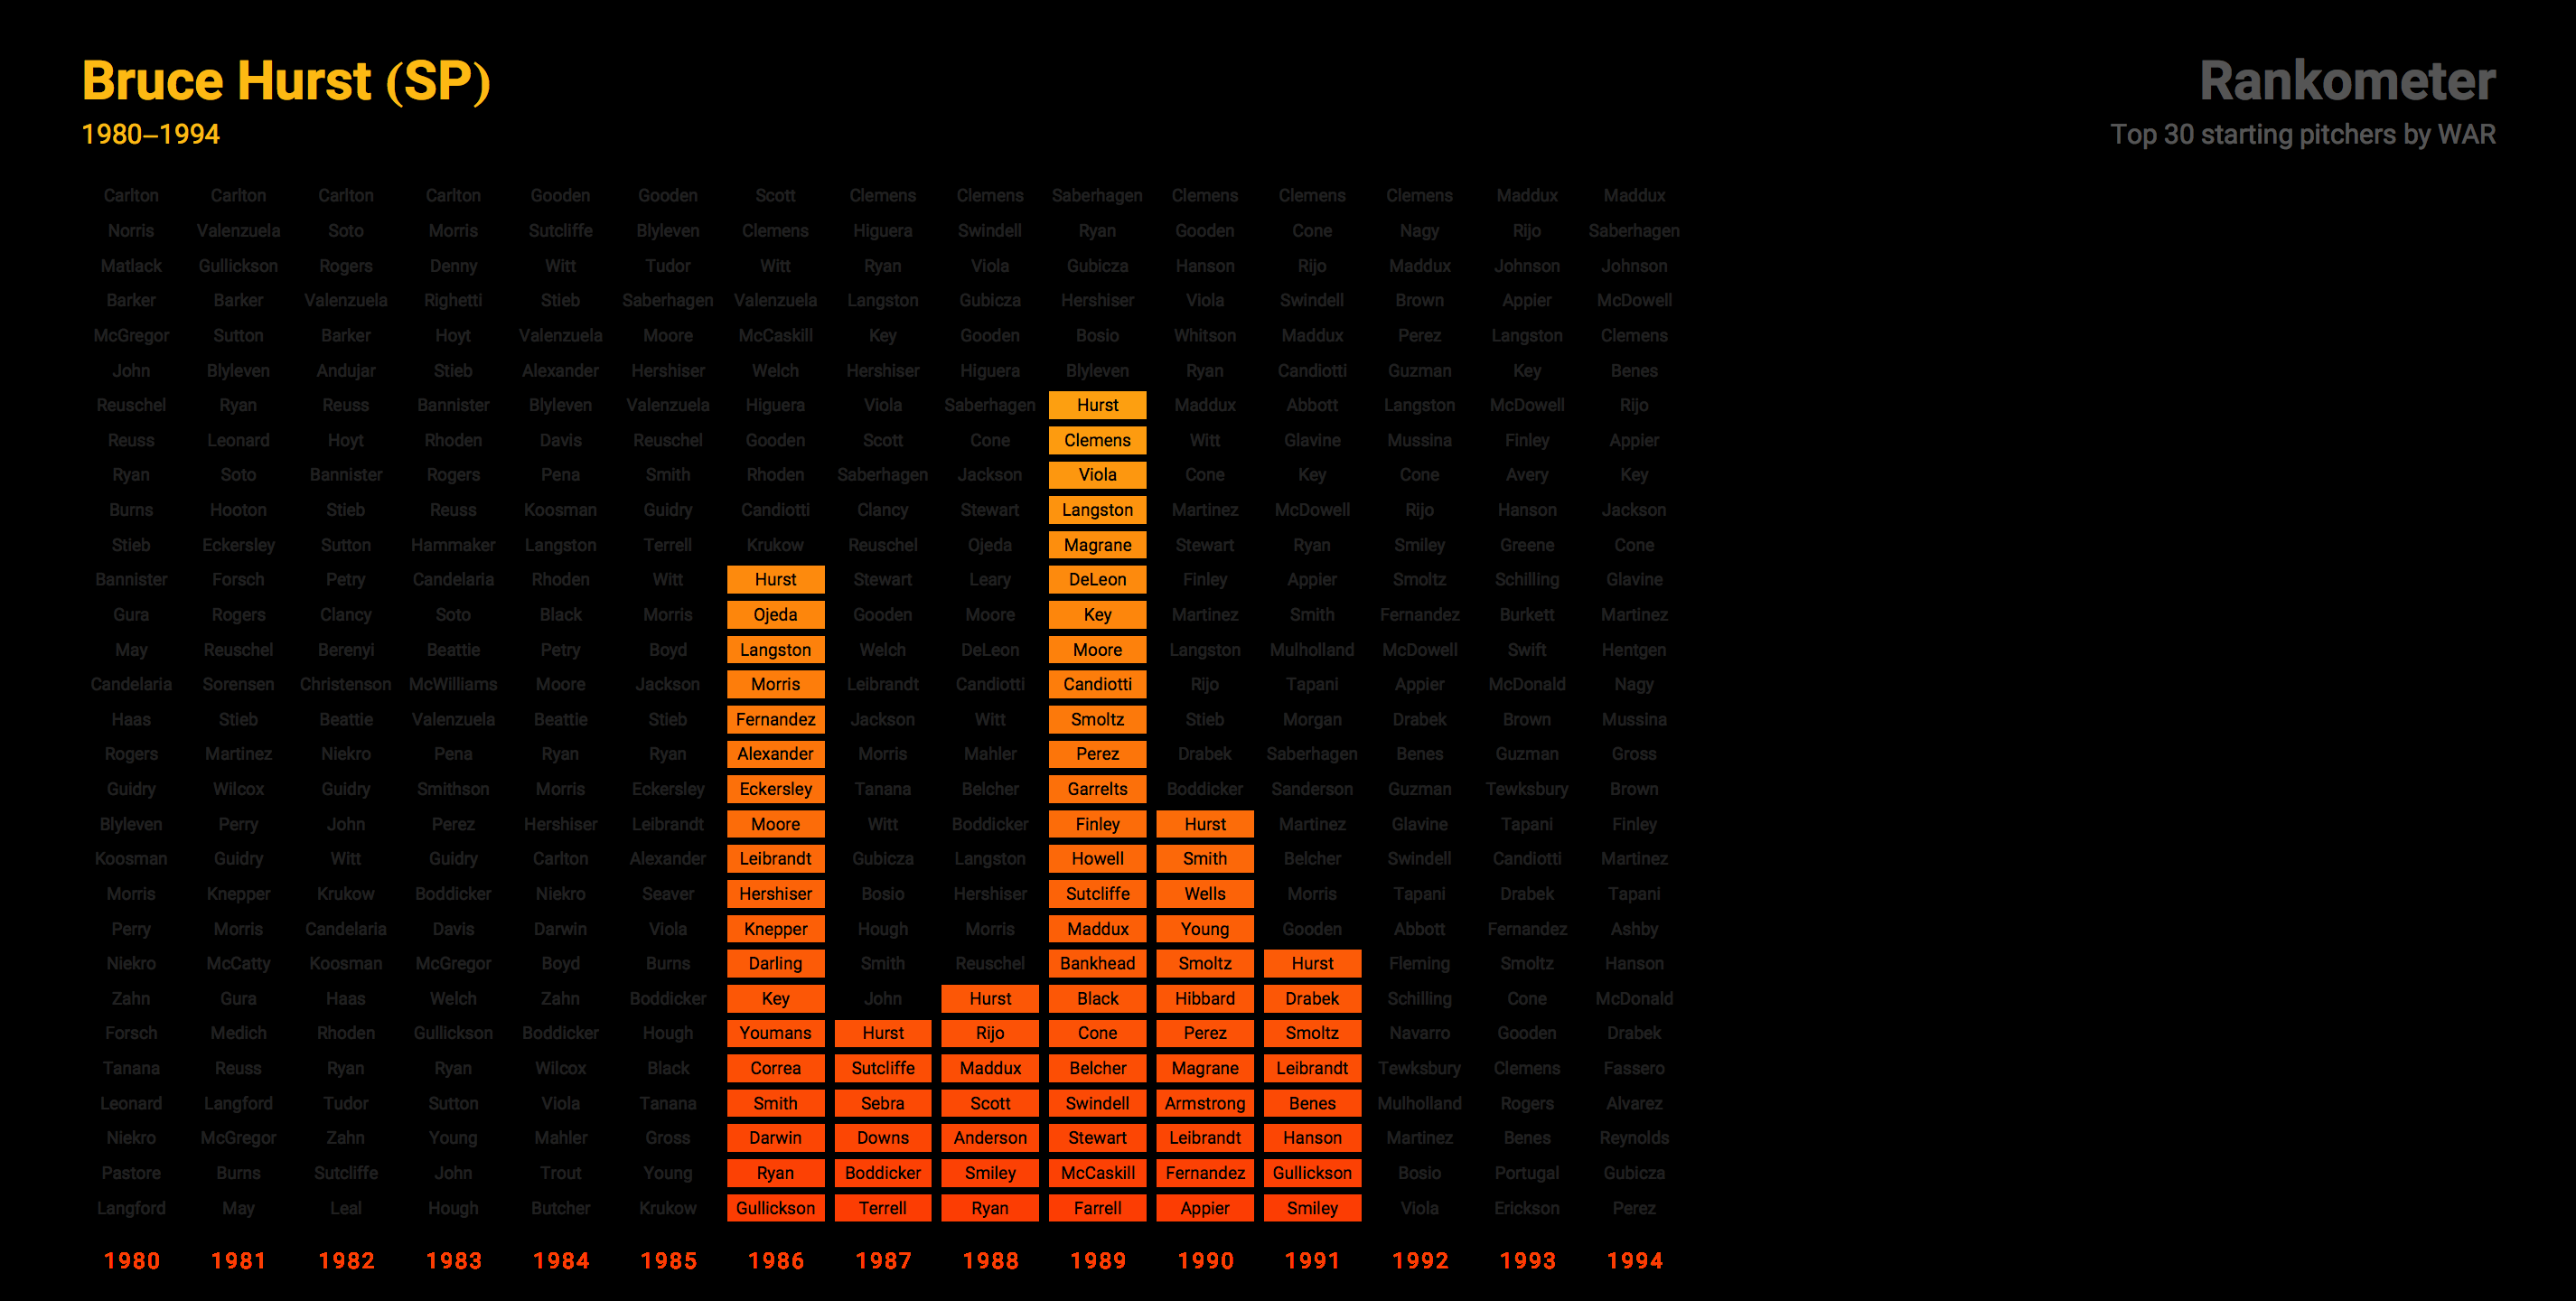 Bruce Hurst (SP)
1980–1994
Rankometer
Top 30 starting pitchers by WAR
Carlton Carlton Carlton Carlton Gooden Gooden Scott Clemens Clemens Saberhagen Clemens Clemens Clemens Maddux Maddux
Norris Valenzuela Soto Morris Sutcliffe Blyleven Clemens Higuera Swindell Ryan Gooden Cone Nagy Rijo Saberhagen
Matlack Gullickson Rogers Denny Witt Tudor Witt Ryan Viola Gubicza Hanson Rijo Maddux Johnson Johnson
Barker Barker Valenzuela Righetti Stieb Saberhagen Valenzuela Langston Gubicza Hershiser Viola Swindell Brown Appier McDowell
McGregor Sutton Barker Hoyt Valenzuela Moore McCaskill Key Gooden Bosio Whitson Maddux Perez Langston Clemens
John Blyleven Andujar Stieb Alexander Hershiser Welch Hershiser Higuera Blyleven Ryan Candiotti Guzman Key Benes
Reuschel Ryan Reuss Bannister Blyleven Valenzuela Higuera Viola Saberhagen Hurst Maddux Abbott Langston McDowell Rijo
Reuss Leonard Hoyt Rhoden Davis Reuschel Gooden Scott Cone Clemens Witt Glavine Mussina Finley Appier
Ryan Soto Bannister Rogers Pena Smith Rhoden Saberhagen Jackson Viola Cone Key Cone Avery Key
Burns Hooton Stieb Reuss Koosman Guidry Candiotti Clancy Stewart Langston Martinez McDowell Rijo Hanson Jackson
Stieb Eckersley Sutton Hammaker Langston Terrell Krukow Reuschel Ojeda Magrane Stewart Ryan Smiley Greene Cone
Bannister Forsch Petry Candelaria Rhoden Witt Hurst Stewart Leary DeLeon Finley Appier Smoltz Schilling Glavine
Gura Rogers Clancy Soto Black Morris Ojeda Gooden Moore Key Martinez Smith Fernandez Burkett Martinez
May Reuschel Berenyi Beattie Petry Boyd Langston Welch DeLeon Moore Langston Mulholland McDowell Swift Hentgen
Candelaria Sorensen Christenson McWilliams Moore Jackson Morris Leibrandt Candiotti Candiotti Rijo Tapani Appier McDonald Nagy
Haas Stieb Beattie Valenzuela Beattie Stieb Fernandez Jackson Witt Smoltz Stieb Morgan Drabek Brown Mussina
Rogers Martinez Niekro Pena Ryan Ryan Alexander Morris Mahler Perez Drabek Saberhagen Benes Guzman Gross
Guidry Wilcox Guidry Smithson Morris Eckersley Eckersley Tanana Belcher Garrelts Boddicker Sanderson Guzman Tewksbury Brown
Blyleven Perry John Perez Hershiser Leibrandt Moore Witt Boddicker Finley Hurst Martinez Glavine Tapani Finley
Koosman Guidry Witt Guidry Carlton Alexander Leibrandt Gubicza Langston Howell Smith Belcher Swindell Candiotti Martinez
Morris Knepper Krukow Boddicker Niekro Seaver Hershiser Bosio Hershiser Sutcliffe Wells Morris Tapani Drabek Tapani
Perry Morris Candelaria Davis Darwin Viola Knepper Hough Morris Maddux Young Gooden Abbott Fernandez Ashby
Niekro McCatty Koosman McGregor Boyd Burns Darling Smith Reuschel Bankhead Smoltz Hurst Fleming Smoltz Hanson
Zahn Gura Haas Welch Zahn Boddicker Key John Hurst Black Hibbard Drabek Schilling Cone McDonald
Forsch Medich Rhoden Gullickson Boddicker Hough Youmans Hurst Rijo Cone Perez Smoltz Navarro Gooden Drabek
Tanana Reuss Ryan Ryan Wilcox Black Correa Sutcliffe Maddux Belcher Magrane Leibrandt Tewksbury Clemens Fassero
Leonard Langford Tudor Sutton Viola Tanana Smith Sebra Scott Swindell Armstrong Benes Mulholland Rogers Alvarez
Niekro McGregor Zahn Young Mahler Gross Darwin Downs Anderson Stewart Leibrandt Hanson Martinez Benes Reynolds
Pastore Burns Sutcliffe John Trout Young Ryan Boddicker Smiley McCaskill Fernandez Gullickson Bosio Portugal Gubicza
Langford May Leal Hough Butcher Krukow Gullickson Terrell Ryan Farrell Appier Smiley Viola Erickson Perez
1980 1981 1982 1983 1984 1985 1986 1987 1988 1989 1990 1991 1992 1993 1994